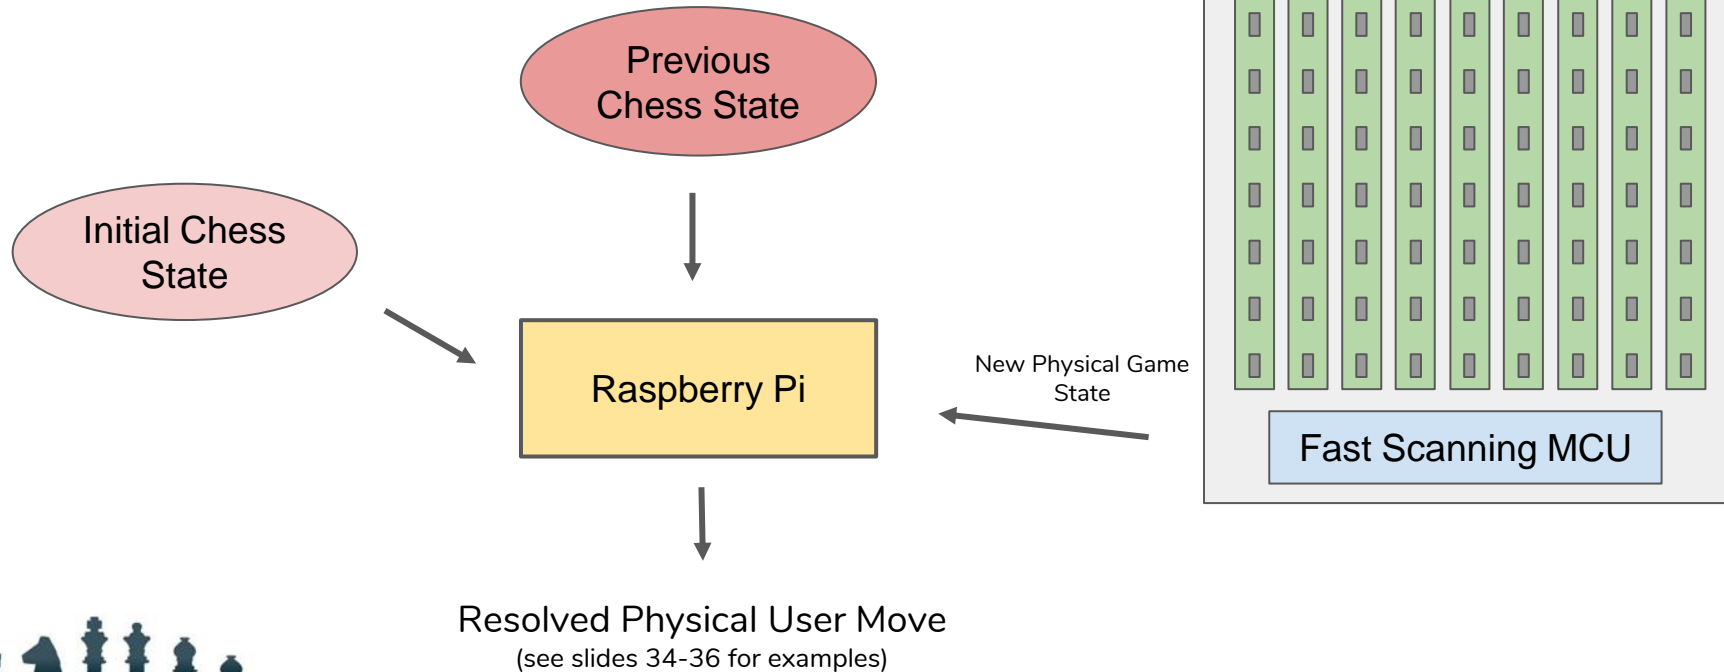 Previous
Chess State
Initial Chess
State
Raspberry Pi
New Physical Game
State
Fast Scanning MCU
Resolved Physical User Move
(see slides 34-36 for examples)